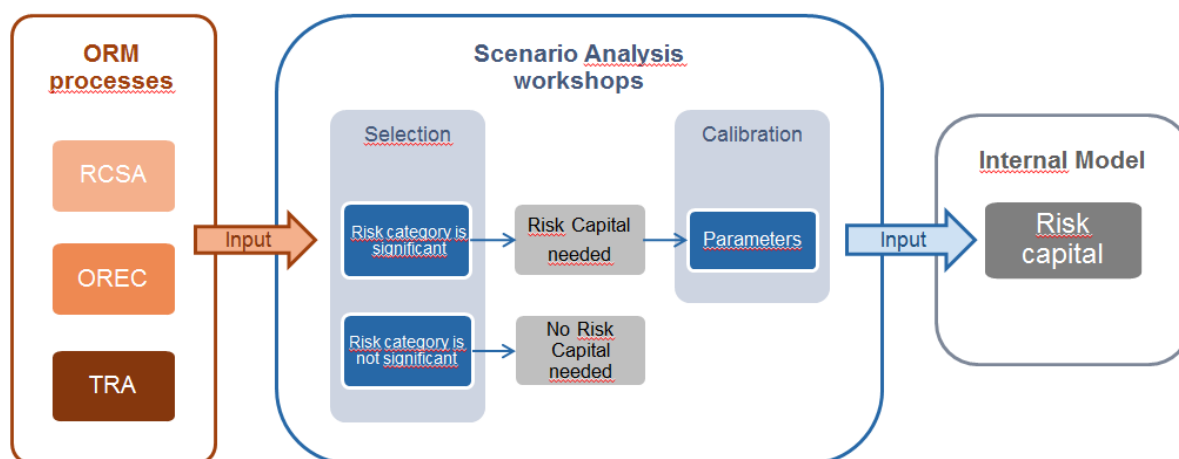 ORM
processes
RCSA
OREC
TRA
Input
Scenario Analysis
workshops
Selection
Risk category is
significant
Risk category is
not significant
Risk Capital
needed
No Risk
Capital
needed
Calibration
Parameters
Input
Internal Model
Risk
capital